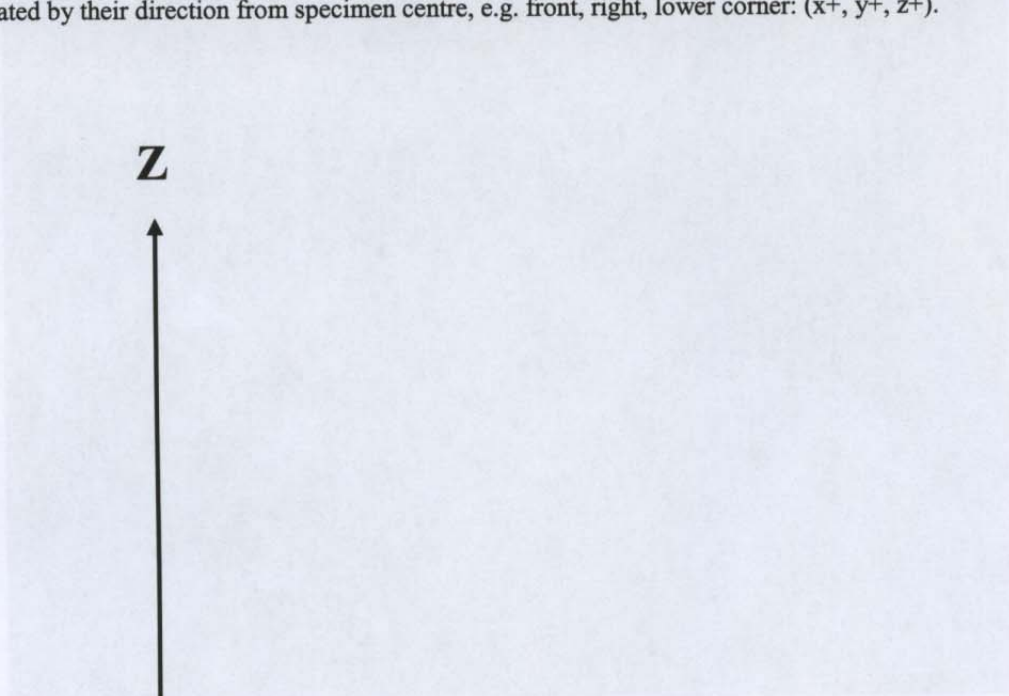 ated by their direction from specimen centre, e.g. front, right, lower corner: (x+, y+, z+).
Z